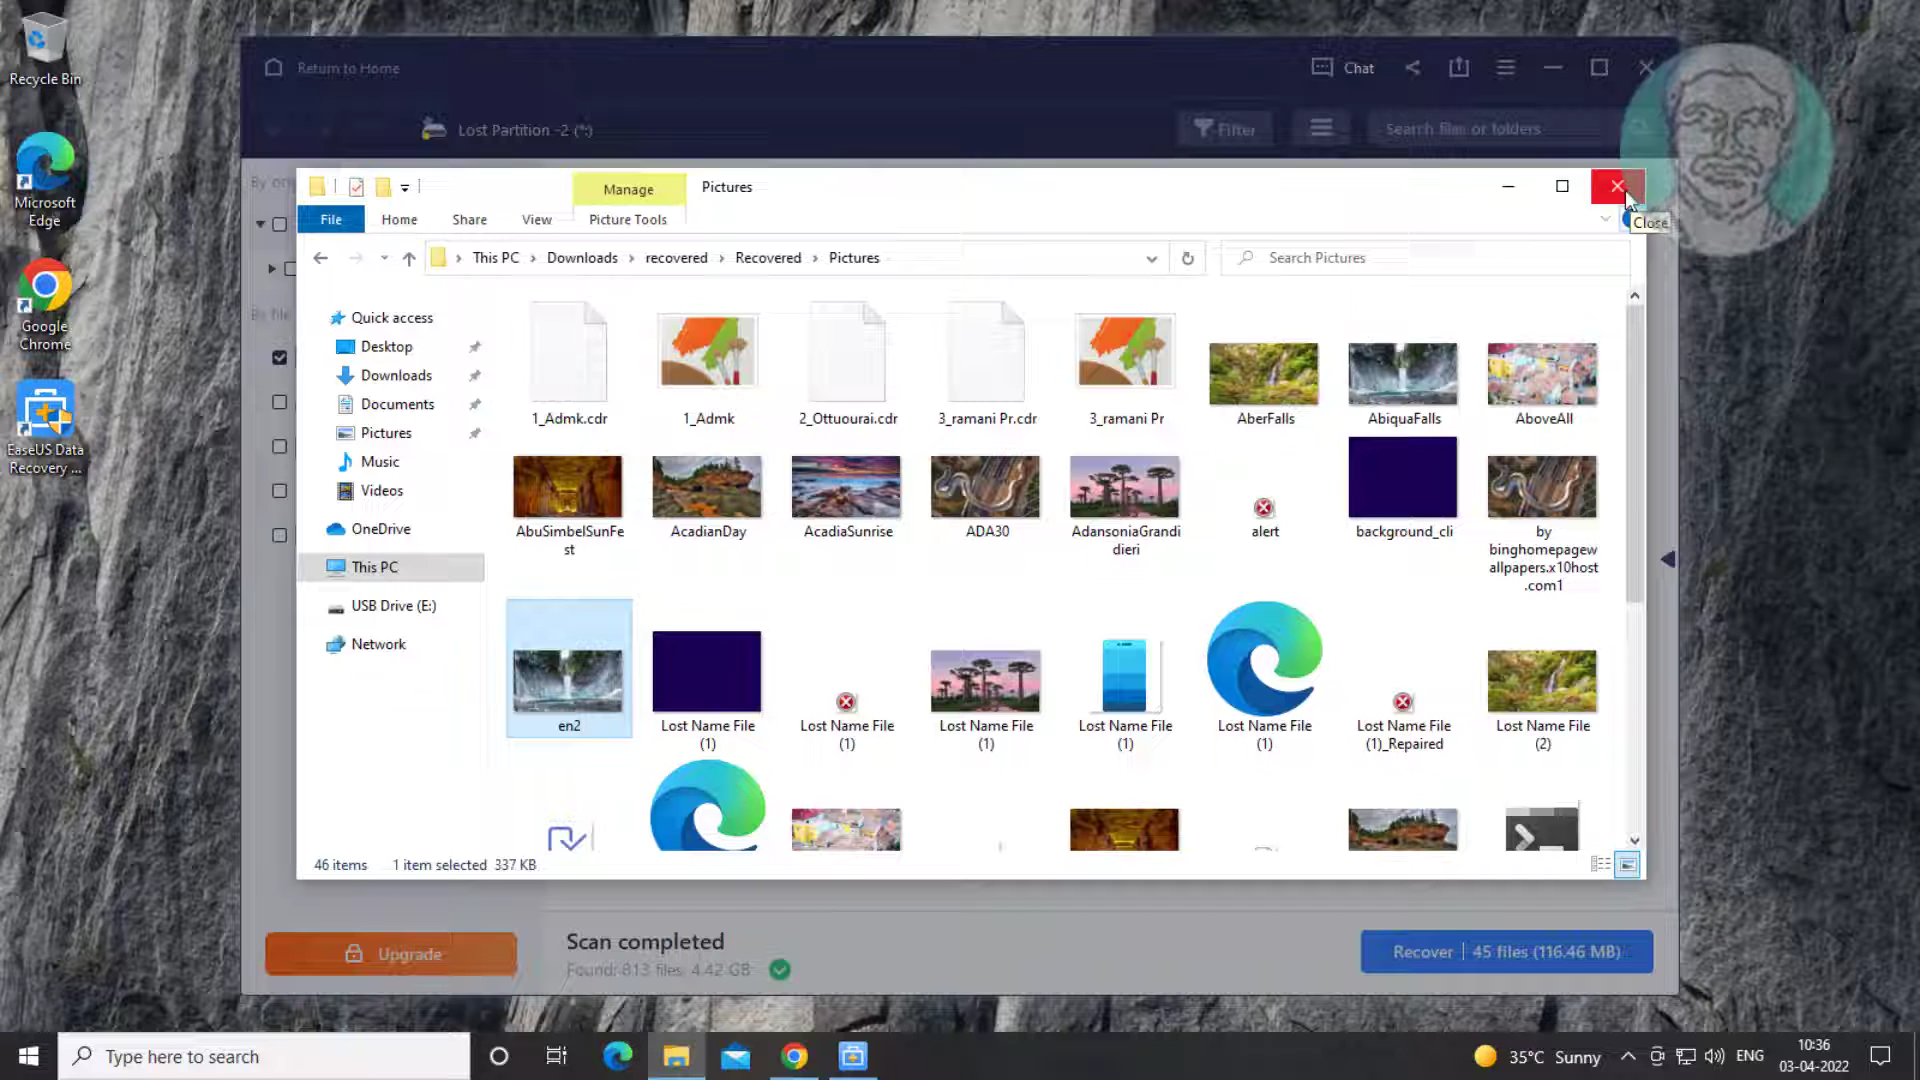 Recycle Bin
Microsoft
Edge
Google
Chrome
EaseUS Data
Recovery ...
Return to Home
Chat
Lost Partition -2 (*:)
Filter
Search files or folders
Manage
Pictures
Close
File
Home
Share
View
Picture Tools
This PC
Downloads
recovered
Recovered
Pictures
Search Pictures
Quick access
Desktop
Downloads
Documents
Pictures
Music
Videos
OneDrive
This PC
USB Drive (E:)
Network
1_Admk.cdr
1_Admk
2_Ottuourai.cdr
3_ramani Pr.cdr
3_ramani Pr
AberFalls
AbiquaFalls
AboveAll
AbuSimbelSunFe
st
AcadianDay
AcadiaSunrise
ADA30
AdansoniaGrandi
dieri
alert
background_cli
by
binghomepagew
allpapers.x10host
.com1
en2
Lost Name File
(1)
Lost Name File
(1)
Lost Name File
(1)
Lost Name File
(1)
Lost Name File
(1)
Lost Name File
(1)_Repaired
Lost Name File
(2)
46 items
1 item selected 337 KB
Upgrade
Scan completed
Found: 813 files, 4.42 GB
Recover | 45 files (116.46 MB)
Type here to search
35°C Sunny
ENG
10:36
03-04-2022